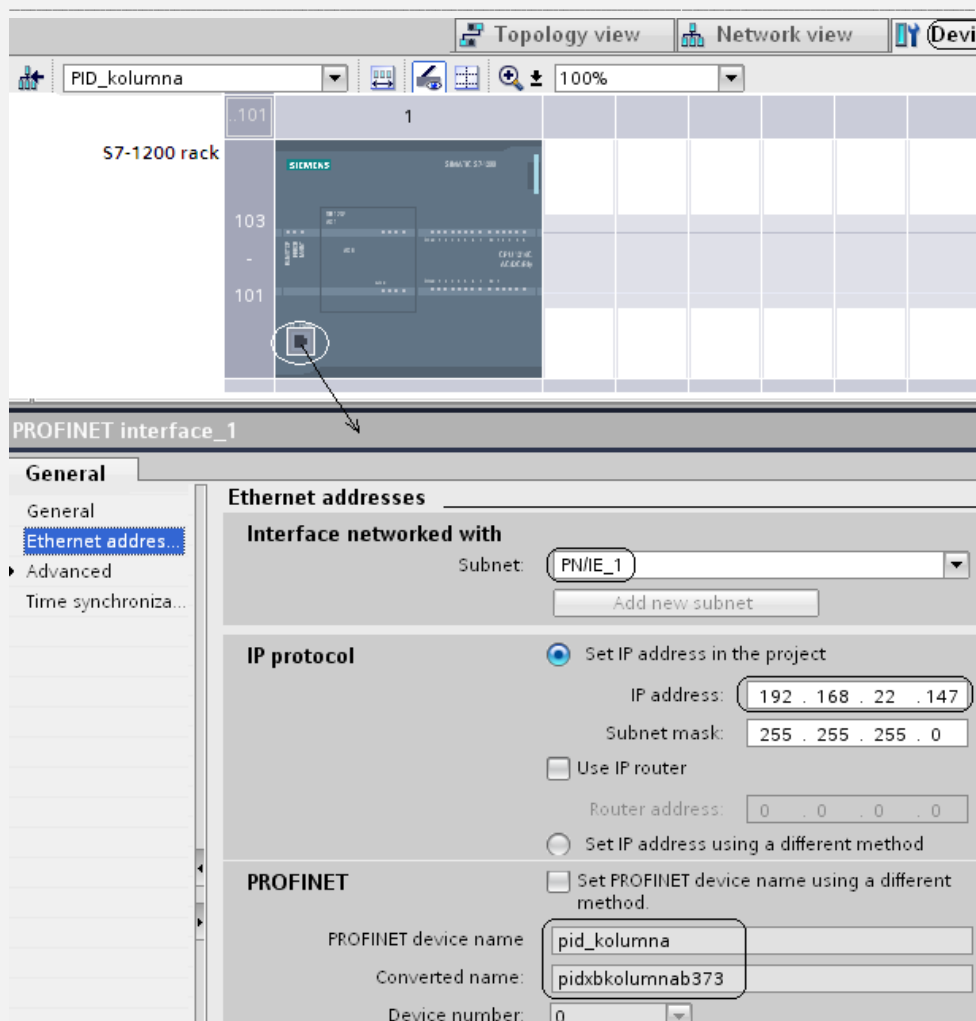 Topology view Network view Devi
PID_kolumna 100%
..101 1
S7-1200 rack
SIEMENS SIMATIC S7-1200
103
-
101
PROFINET interface_1
General
General
Ethernet addres...
Advanced
Time synchroniza...
Ethernet addresses
Interface networked with
Subnet: PN/IE_1
Add new subnet
IP protocol
Set IP address in the project
IP address: 192 . 168 . 22 . 147
Subnet mask: 255 . 255 . 255 . 0
Use IP router
Router address: 0 . 0 . 0 . 0
Set IP address using a different method
PROFINET
Set PROFINET device name using a different
method.
PROFINET device name pid_kolumna
Converted name: pidxbkolumnab373
Device number: 0